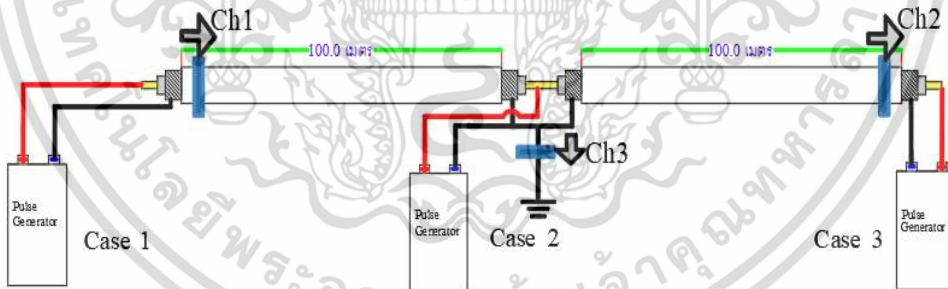 Ch1
Ch2
100.0 เมตร
100.0 เมตร
Ch3
Pulse
Generator
Case 1
Pulse
Generator
Case 2
Case 3
Pulse
Generator